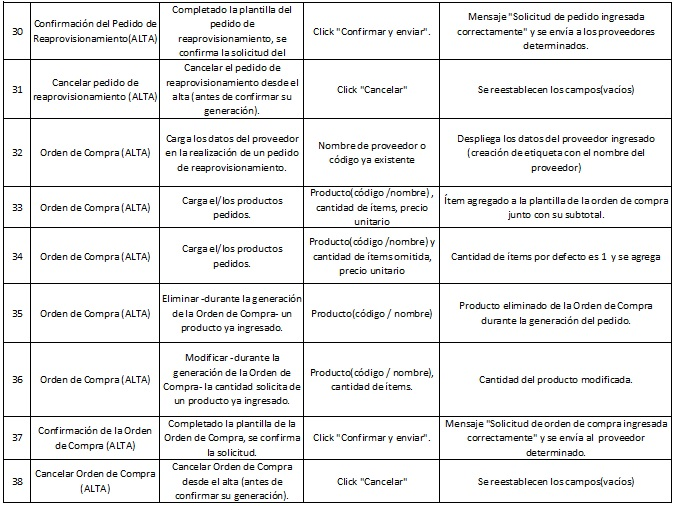 30
Confirmación del Pedido de
Reaprovisionamiento(ALTA)
Completado la plantilla del
pedido de
reaprovisionamiento, se
confirma la solicitud del
Click "Confirmar y enviar".
Mensaje "Solicitud de pedido ingresada
correctamente" y se envía a los proveedores
determinados.
31
Cancelar pedido de
reaprovisionamiento (ALTA)
Cancelar el pedido de
reaprovisionamiento desde el
alta (antes de confirmar su
generación).
Click "Cancelar"
Se reestablecen los campos(vacios)
32
Orden de Compra (ALTA)
Carga los datos del proveedor
en la realización de un pedido
de reaprovisionamiento.
Nombre de proveedor o
código ya existente
Despliega los datos del proveedor ingresado
(creación de etiqueta con el nombre del
proveedor)
33
Orden de Compra (ALTA)
Carga el/los productos
pedidos.
Producto(código /nombre) ,
cantidad de ítems, precio
unitario
Ítem agregado a la plantilla de la orden de compra
junto con su subtotal.
34
Orden de Compra (ALTA)
Carga el/los productos
pedidos.
Producto(código /nombre) y
cantidad de ítems omitida,
precio unitario
Cantidad de ítems por defecto es 1 y se agrega
35
Orden de Compra (ALTA)
Eliminar -durante la generación
de la Orden de Compra- un
producto ya ingresado.
Producto(código / nombre)
Producto eliminado de la Orden de Compra
durante la generación del pedido.
36
Orden de Compra (ALTA)
Modificar -durante la
generación de la Orden de
Compra- la cantidad solicita de
un producto ya ingresado.
Producto(código / nombre),
cantidad de ítems.
Cantidad del producto modificada.
37
Confirmación de la Orden
de Compra (ALTA)
Completado la plantilla de la
Orden de Compra, se confirma
la solicitud.
Click "Confirmar y enviar".
Mensaje "Solicitud de orden de compra ingresada
correctamente" y se envía al proveedor
determinado.
38
Cancelar Orden de Compra
(ALTA)
Cancelar Orden de Compra
desde el alta (antes de
confirmar su generación).
Click "Cancelar"
Se reestablecen los campos(vacios)